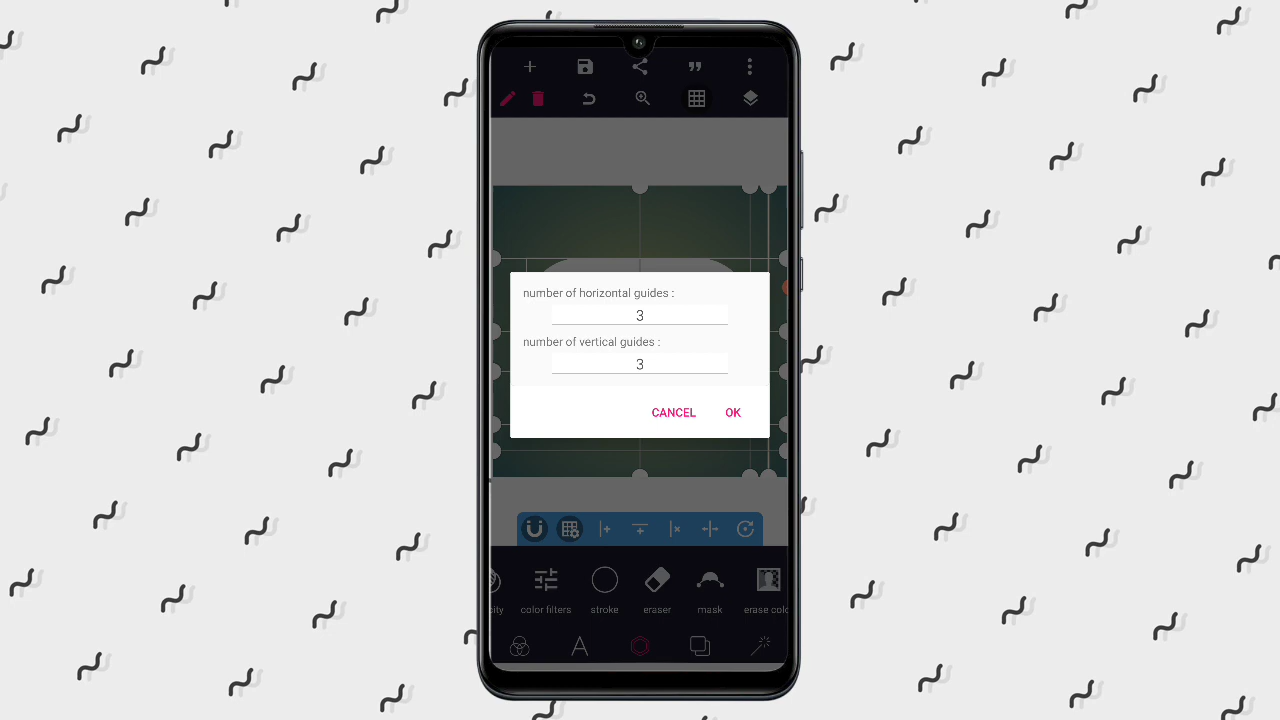 number of horizontal guides :
3
number of vertical guides :
3
CANCEL OK
ity color filters stroke eraser mask erase colo